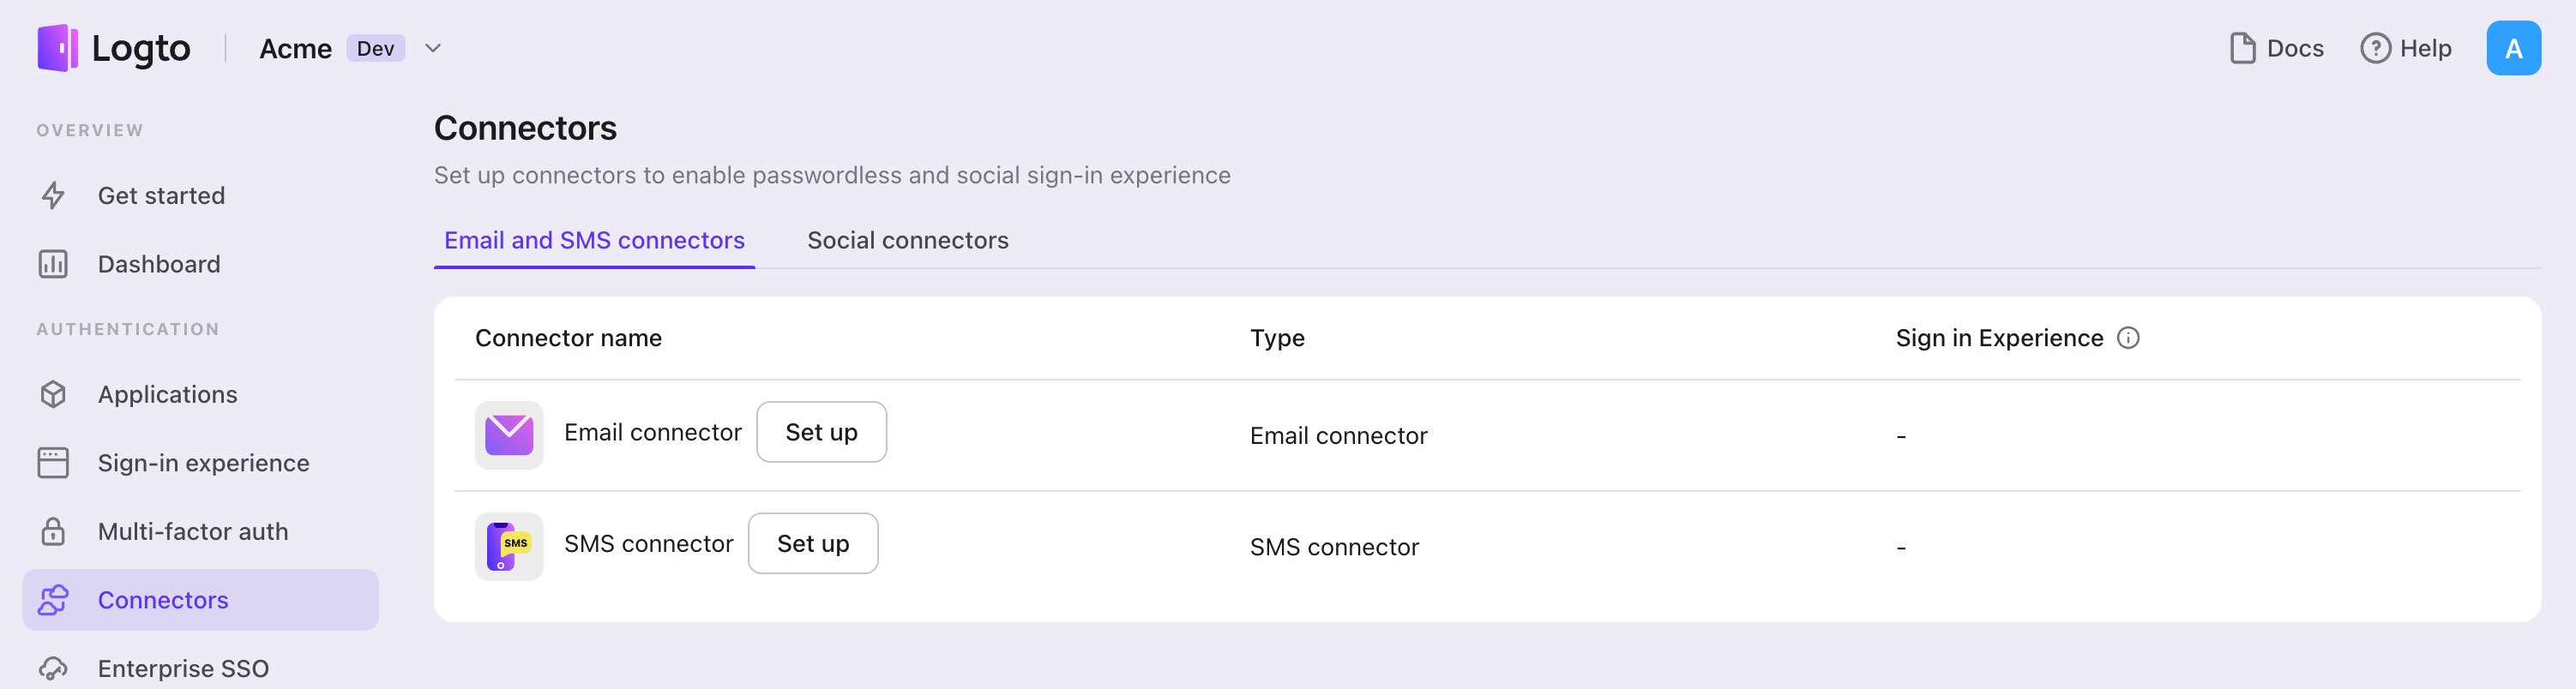 Logto Acme Dev Docs Help A
OVERVIEW
Get started
Dashboard
AUTHENTICATION
Applications
Sign-in experience
Multi-factor auth
Connectors
Enterprise SSO
Connectors
Set up connectors to enable passwordless and social sign-in experience
Email and SMS connectors Social connectors
Connector name Type Sign in Experience
Email connector Set up Email connector -
SMS SMS connector Set up SMS connector -